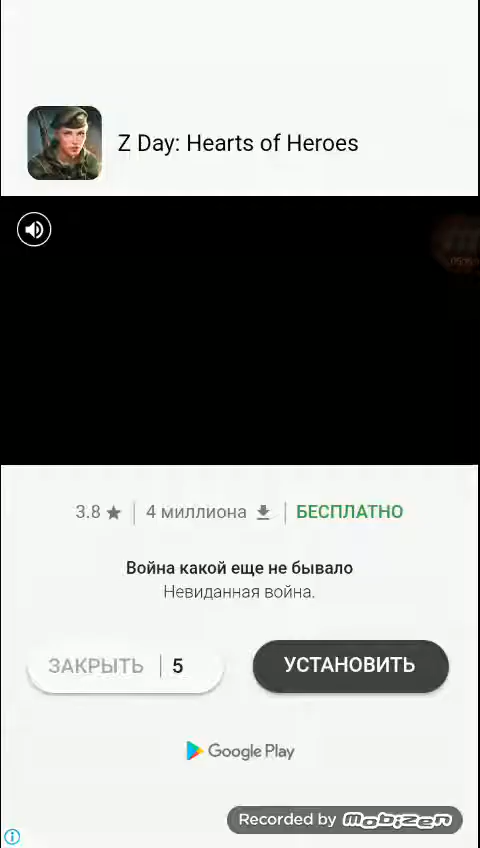 Z Day: Hearts of Heroes
3.8 4 миллиона БЕСПЛАТНО
Война какой еще не бывало
Невиданная война.
ЗАКРЫТЬ 5 УСТАНОВИТЬ
Google Play
Recorded by mobizen